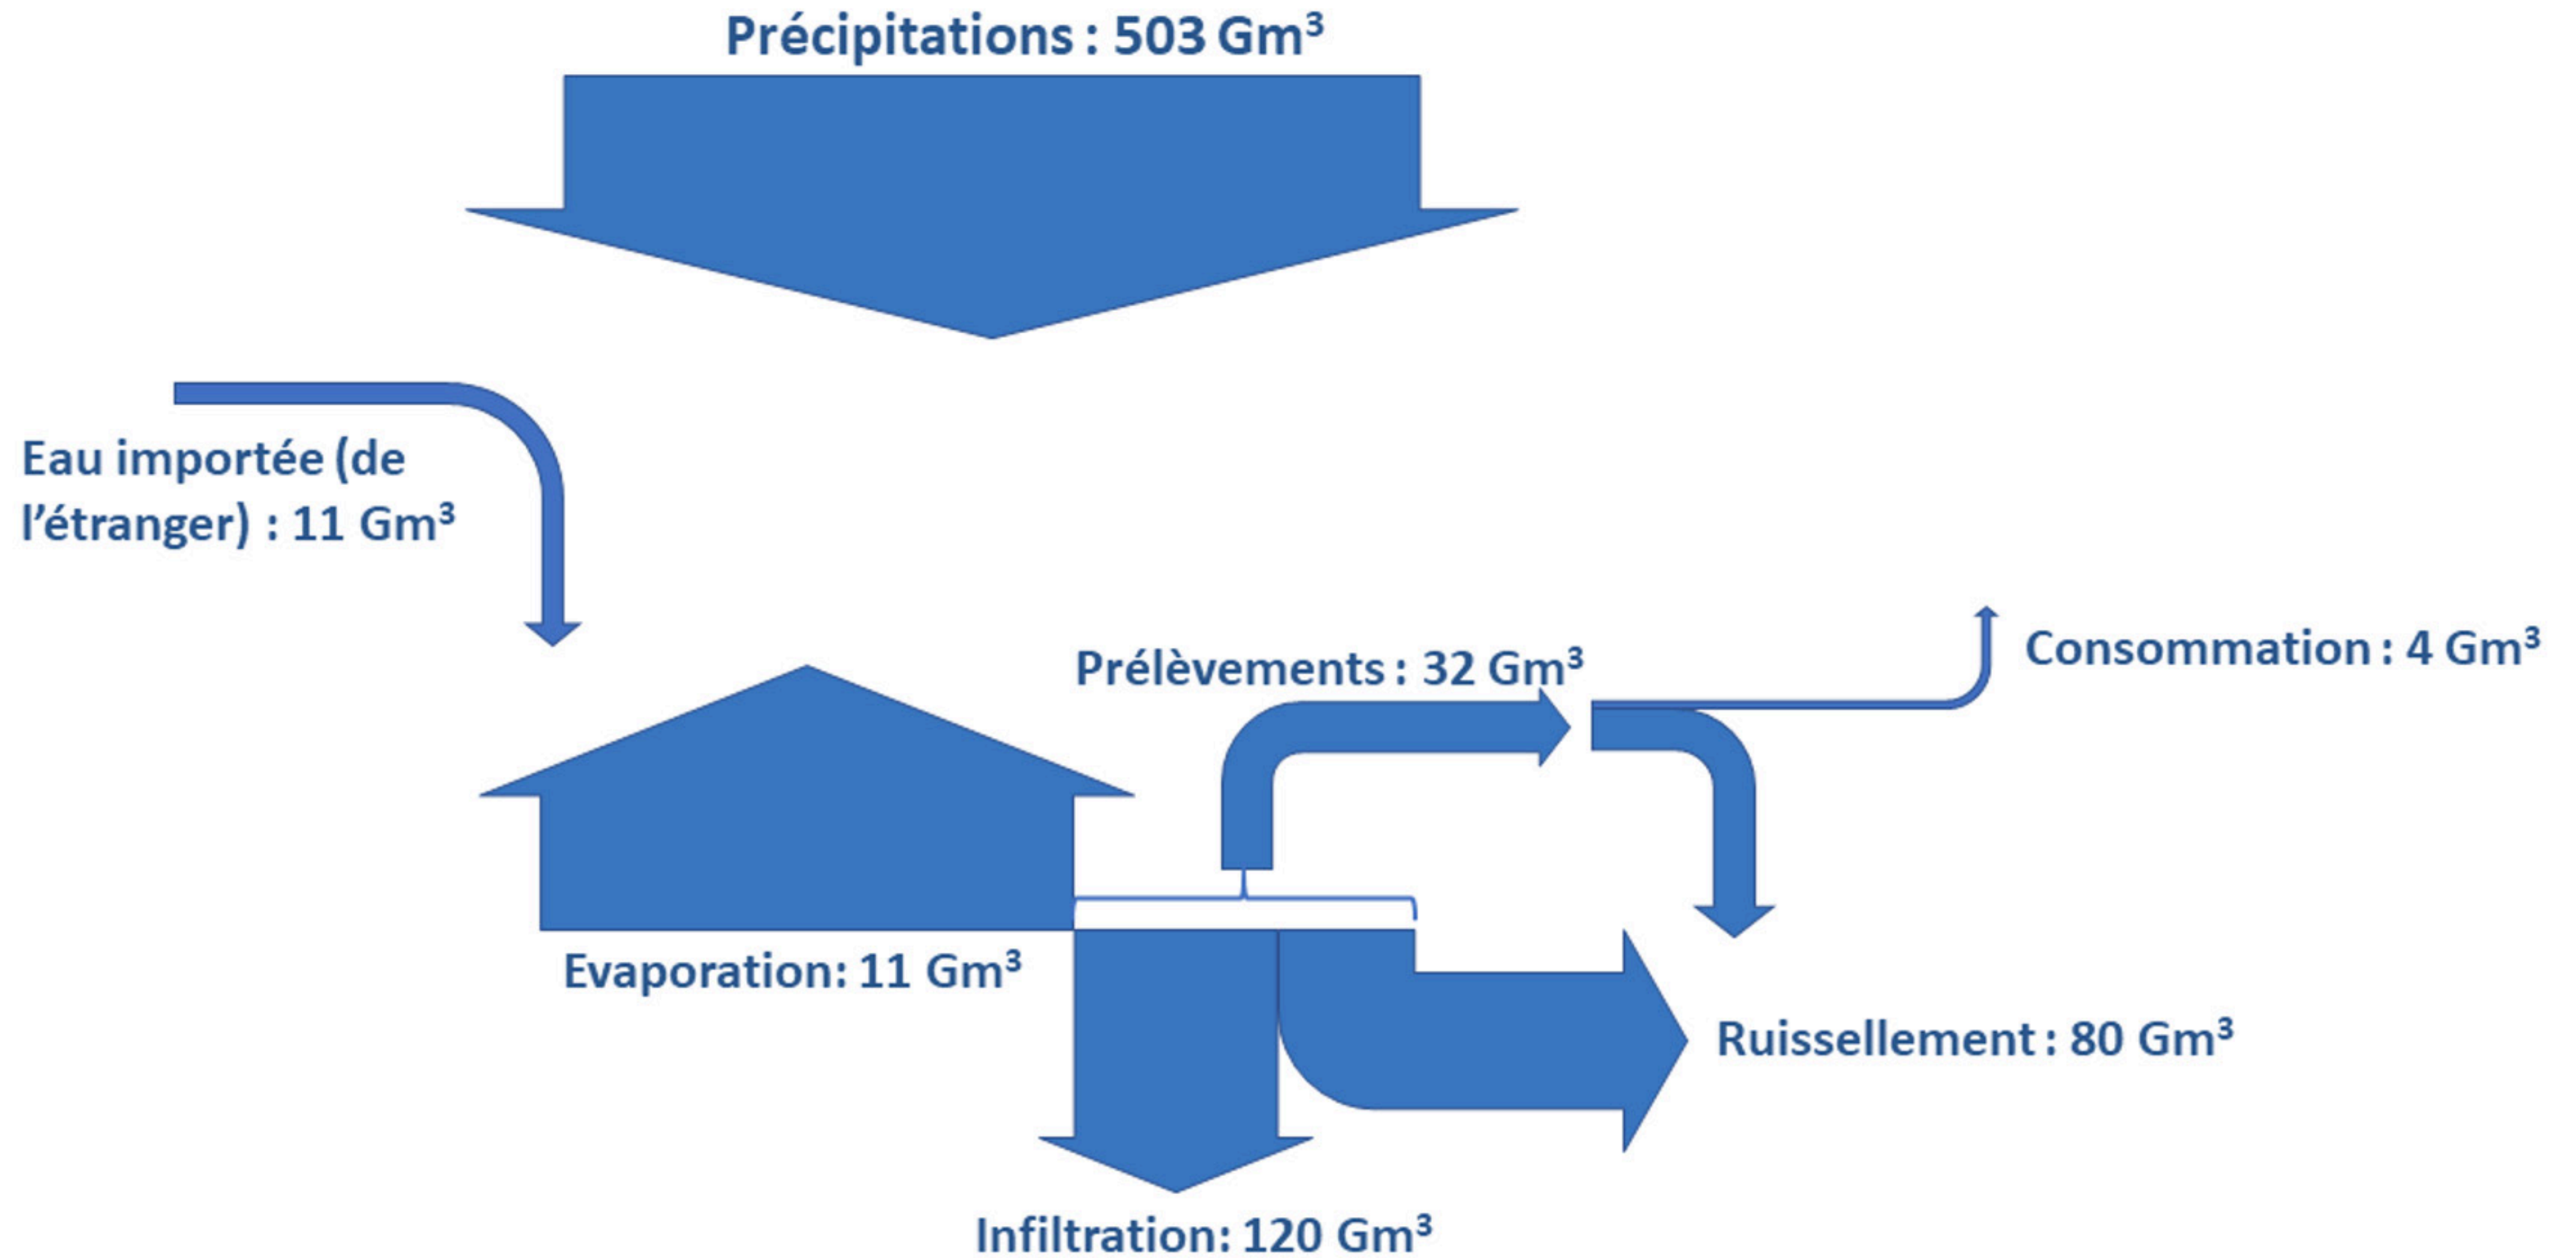 Précipitations : 503 Gm³
Eau importée (de
l’étranger) : 11 Gm³
Prélèvements : 32 Gm³
Consommation : 4 Gm³
Evaporation: 11 Gm³
Ruissellement : 80 Gm³
Infiltration: 120 Gm³